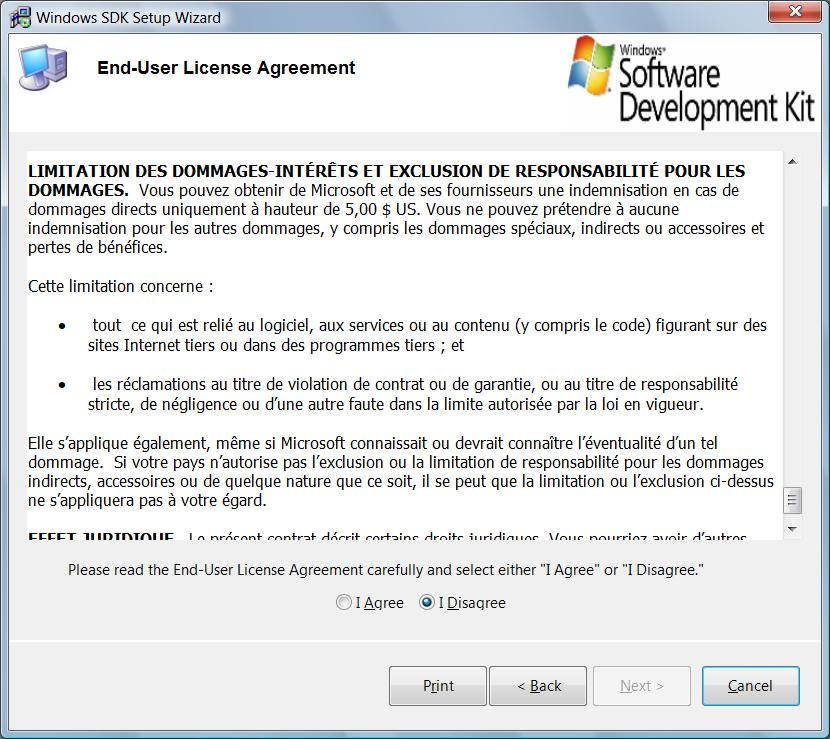 Windows SDK Setup Wizard
End-User License Agreement
Windows®
Software
Development Kit
LIMITATION DES DOMMAGES-INTÉRÊTS ET EXCLUSION DE RESPONSABILITÉ POUR LES
DOMMAGES.  Vous pouvez obtenir de Microsoft et de ses fournisseurs une indemnisation en cas de
dommages directs uniquement à hauteur de 5,00 $ US. Vous ne pouvez prétendre à aucune
indemnisation pour les autres dommages, y compris les dommages spéciaux, indirects ou accessoires et
pertes de bénéfices.
Cette limitation concerne :
• tout  ce qui est relié au logiciel, aux services ou au contenu (y compris le code) figurant sur des
sites Internet tiers ou dans des programmes tiers ; et
• les réclamations au titre de violation de contrat ou de garantie, ou au titre de responsabilité
stricte, de négligence ou d’une autre faute dans la limite autorisée par la loi en vigueur.
Elle s’applique également, même si Microsoft connaissait ou devrait connaître l’éventualité d’un tel
dommage.  Si votre pays n’autorise pas l’exclusion ou la limitation de responsabilité pour les dommages
indirects, accessoires ou de quelque nature que ce soit, il se peut que la limitation ou l’exclusion ci-dessus
ne s’appliquera pas à votre égard.
EFFET JURIDIQUE.  Le présent contrat décrit certains droits juridiques. Vous pourriez avoir d’autres
Please read the End-User License Agreement carefully and select either "I Agree" or "I Disagree."
I Agree I Disagree
Print < Back Next > Cancel